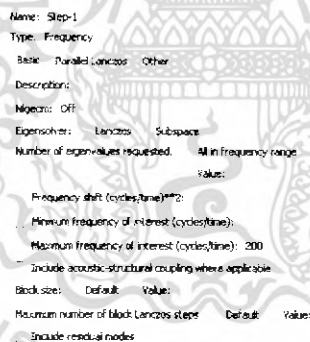 Name: Step-1
Type: Frequency
Basic Parallel Lanczos Other
Description:
Nlgeom: Off
Eigensolver: Lanczos Subspace
Number of eigenvalues requested: All in frequency range
Value:
Frequency shift (cycles/time)**2:
Minimum frequency of interest (cycles/time):
Maximum frequency of interest (cycles/time): 200
Include acoustic-structural coupling where applicable
Block size: Default Value:
Maximum number of block Lanczos steps Default Value:
Include residual modes